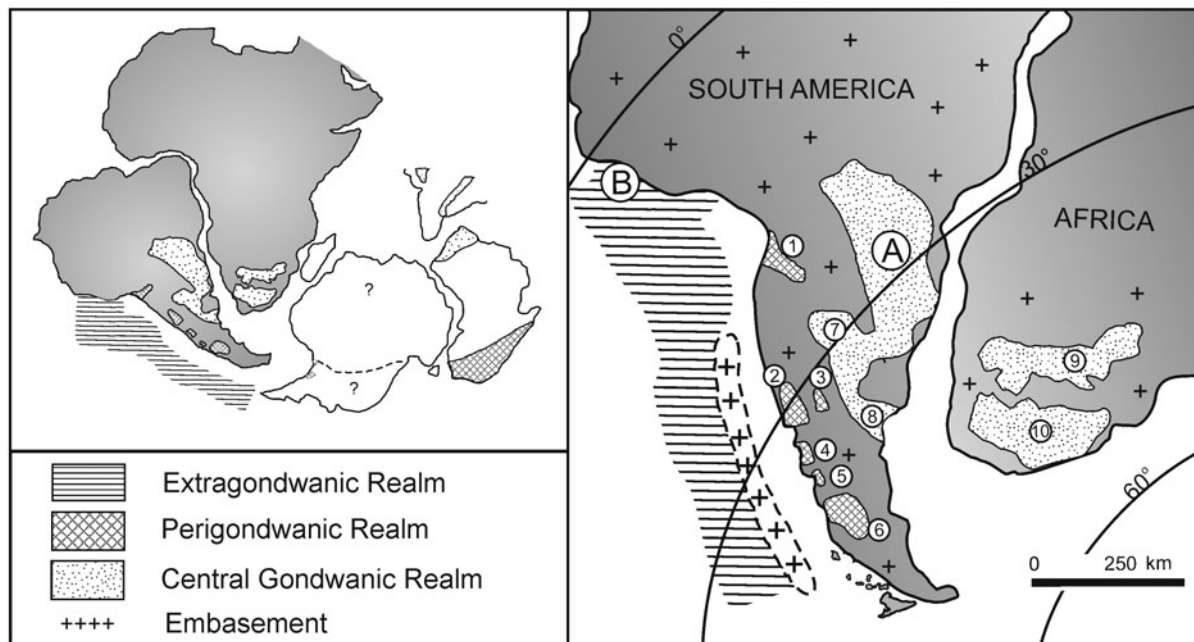 ?
?
Extragondwanic Realm
Perigondwanic Realm
Central Gondwanic Realm
++++ Embasement
0°
SOUTH AMERICA
B
30°
AFRICA
1
A
7
9
2
3
8
10
4
5
60°
6
0 250 km